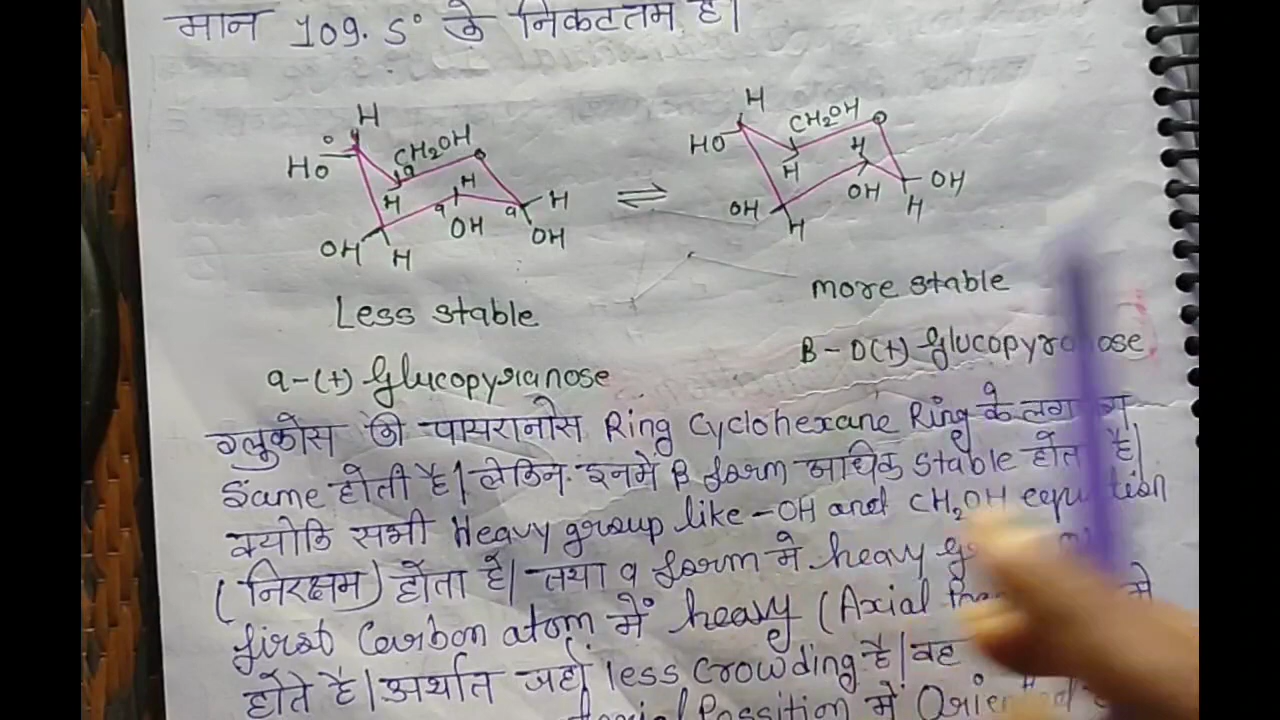 मान 109.5° के निकटतम है।
H H
HO CH₂OH HO CH₂OH
H H H H
OH H OH OH
OH OH H
OH H H
⇌
Less stable more stable
α-(+) Glucopyranose β-D(+) Glucopyranose
ग्लुकोस की पायरानोस Ring Cyclohexane Ring के लगभग
Same होती है। लेकिन इनमें β form अधिक Stable होता है।
क्योकि सभी Heavy group like -OH and CH₂OH
(निरक्षम) होता है। तथा α form मे heavy
first Carbon atom में heavy (Axial मे
होते है। अर्थात जहाँ less crowding है। वह
Possition में